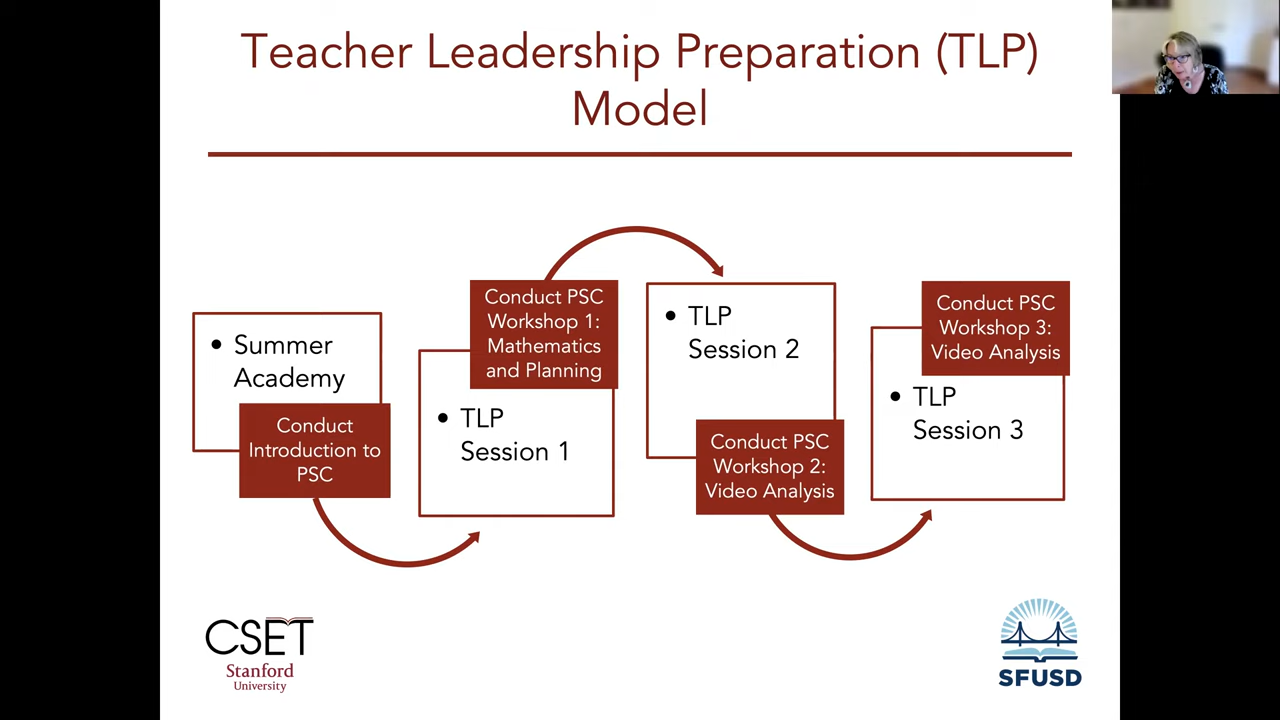 Teacher Leadership Preparation (TLP)
Model
• Summer
Academy
Conduct
Introduction to
PSC
Conduct PSC
Workshop 1:
Mathematics
and Planning
• TLP
Session 1
• TLP
Session 2
Conduct PSC
Workshop 2:
Video Analysis
Conduct PSC
Workshop 3:
Video Analysis
• TLP
Session 3
CSET
Stanford
University
SFUSD